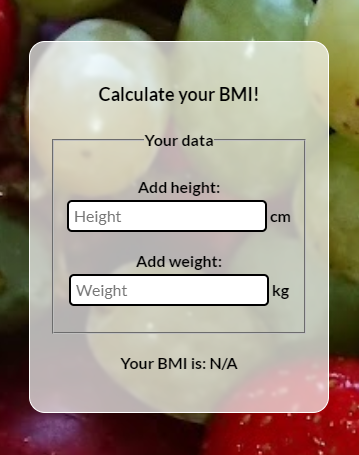 Calculate your BMI!
Your data
Add height:
Height cm
Add weight:
Weight kg
Your BMI is: N/A